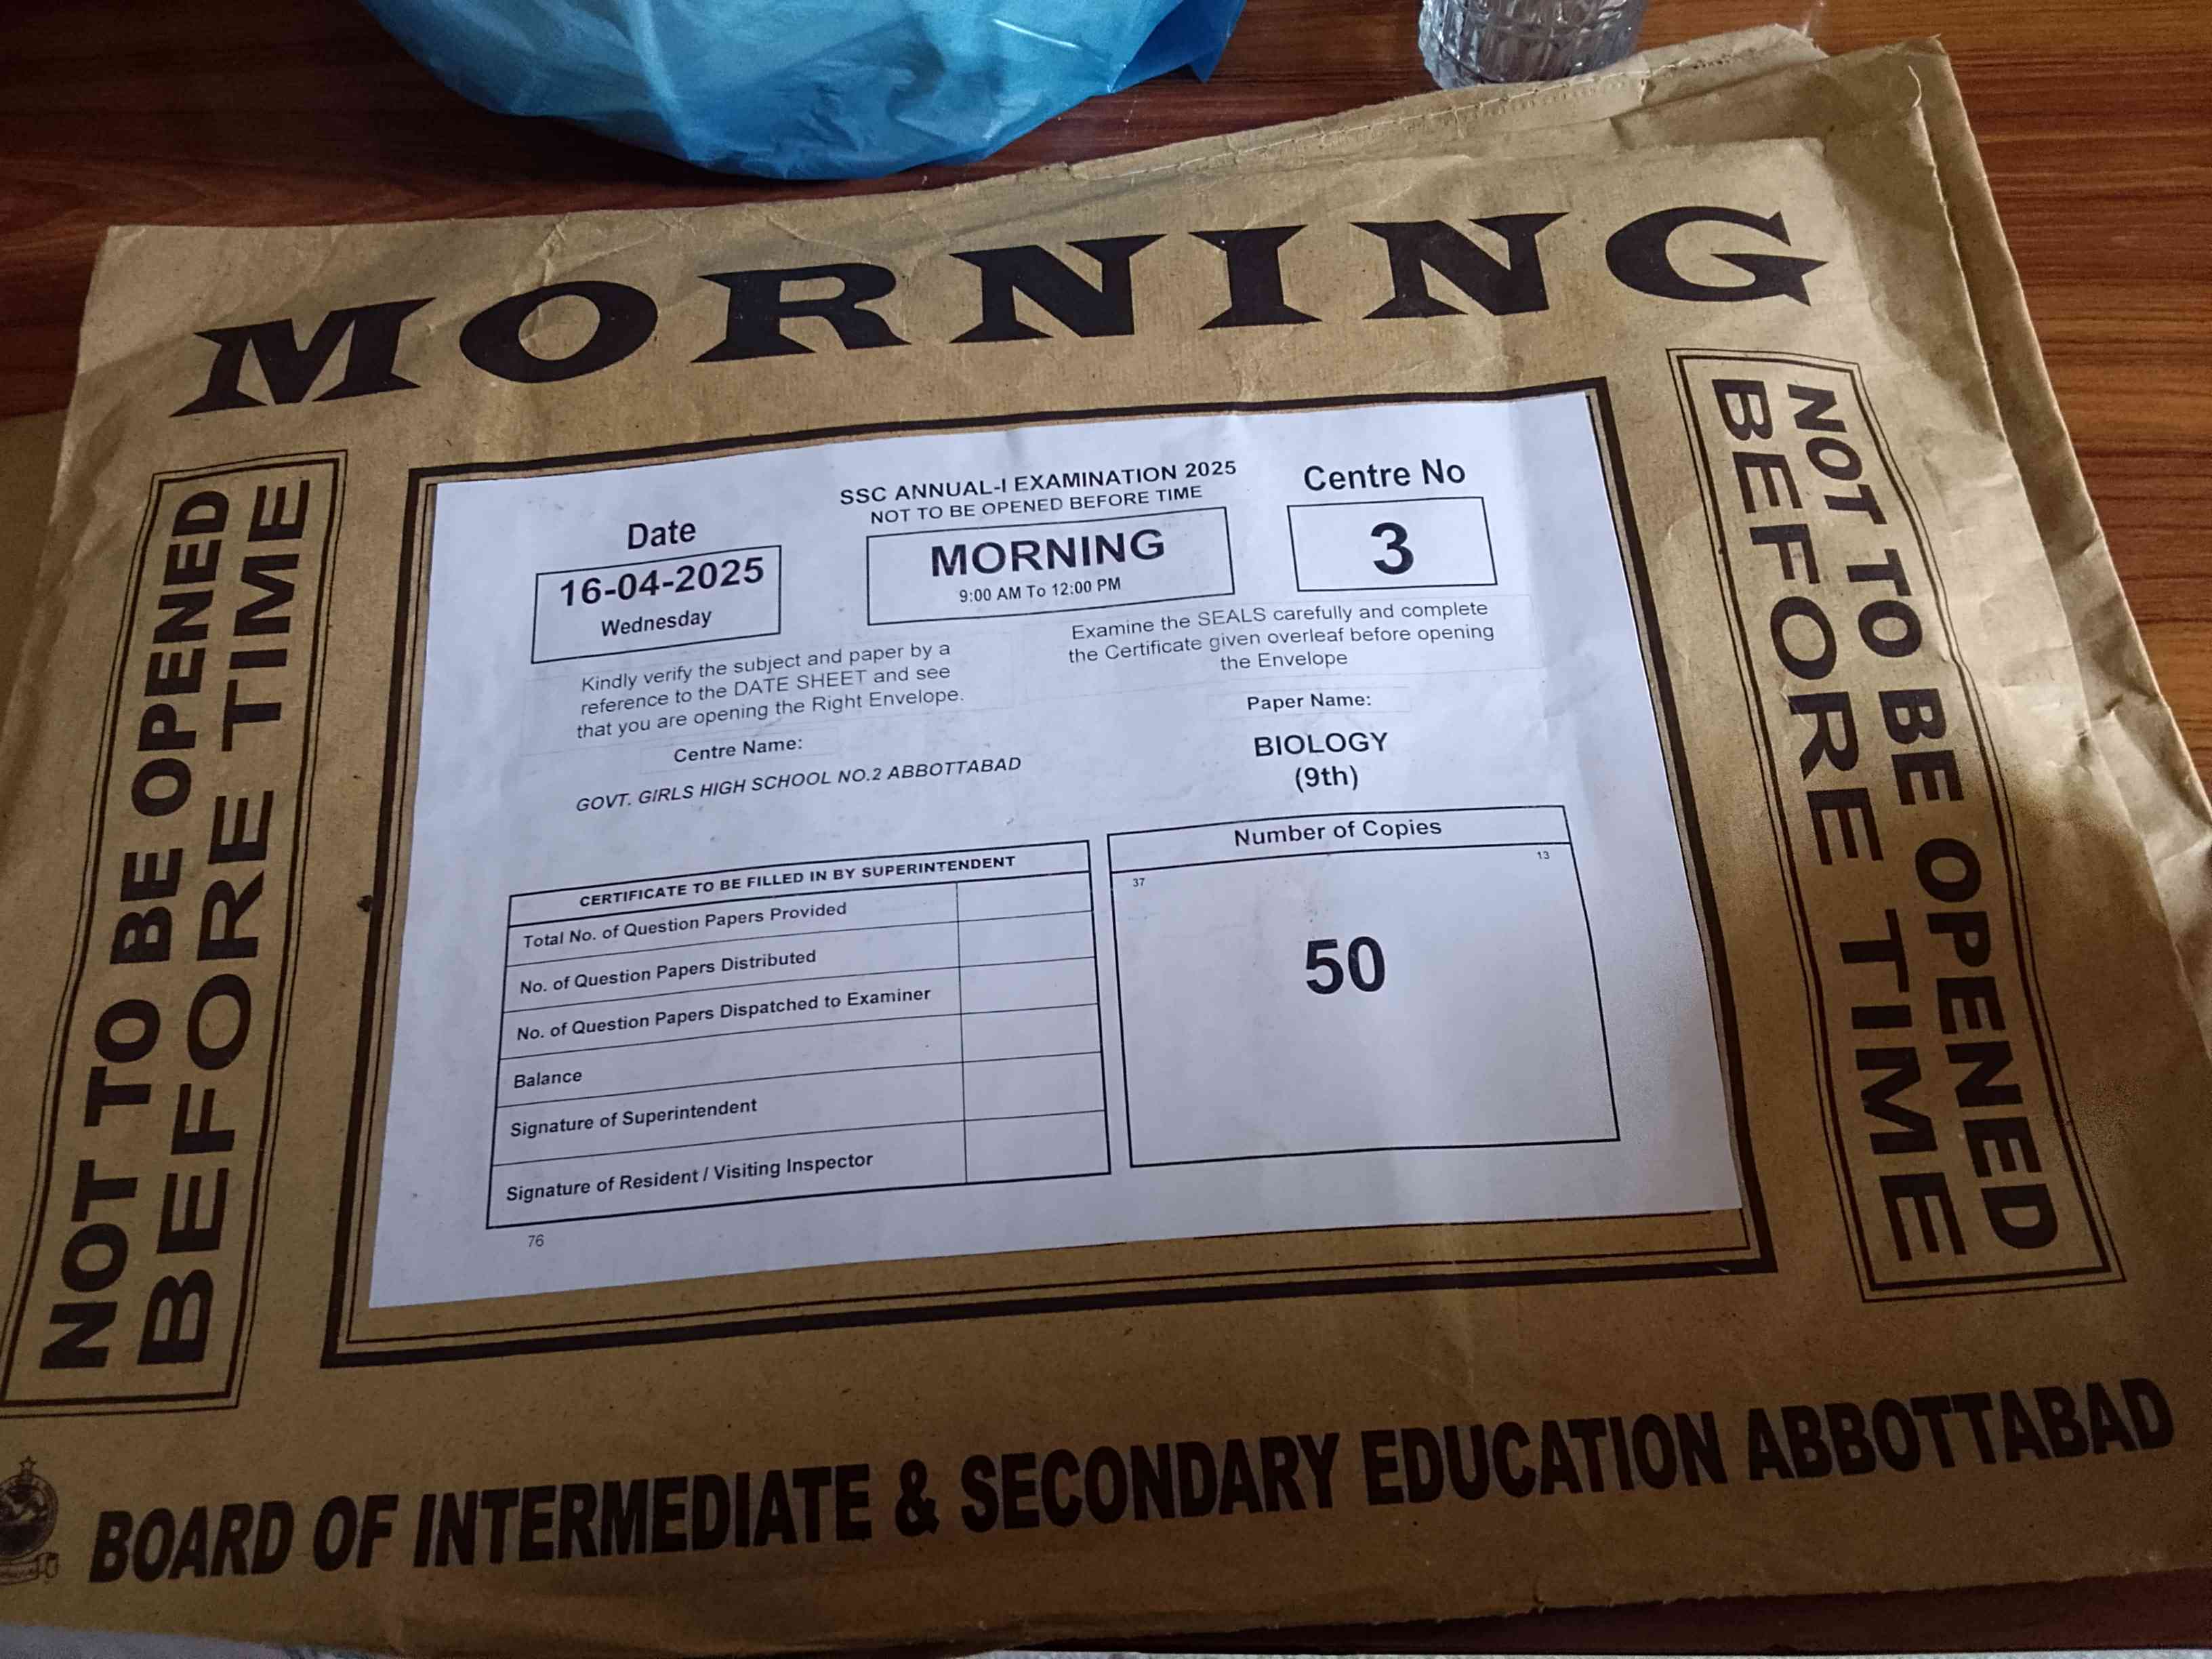 MORNING
NOT TO BE OPENED
BEFORE TIME
SSC ANNUAL-I EXAMINATION 2025
NOT TO BE OPENED BEFORE TIME
Date
16-04-2025
Wednesday
MORNING
9:00 AM To 12:00 PM
Centre No
3
Kindly verify the subject and paper by a
reference to the DATE SHEET and see
that you are opening the Right Envelope.
Examine the SEALS carefully and complete
the Certificate given overleaf before opening
the Envelope
Centre Name:
GOVT. GIRLS HIGH SCHOOL NO.2 ABBOTTABAD
Paper Name:
BIOLOGY
(9th)
CERTIFICATE TO BE FILLED IN BY SUPERINTENDENT
Total No. of Question Papers Provided
No. of Question Papers Distributed
No. of Question Papers Dispatched to Examiner
Balance
Signature of Superintendent
Signature of Resident / Visiting Inspector
76
Number of Copies
37
13
50
NOT TO BE OPENED
BEFORE TIME
BOARD OF INTERMEDIATE & SECONDARY EDUCATION ABBOTTABAD